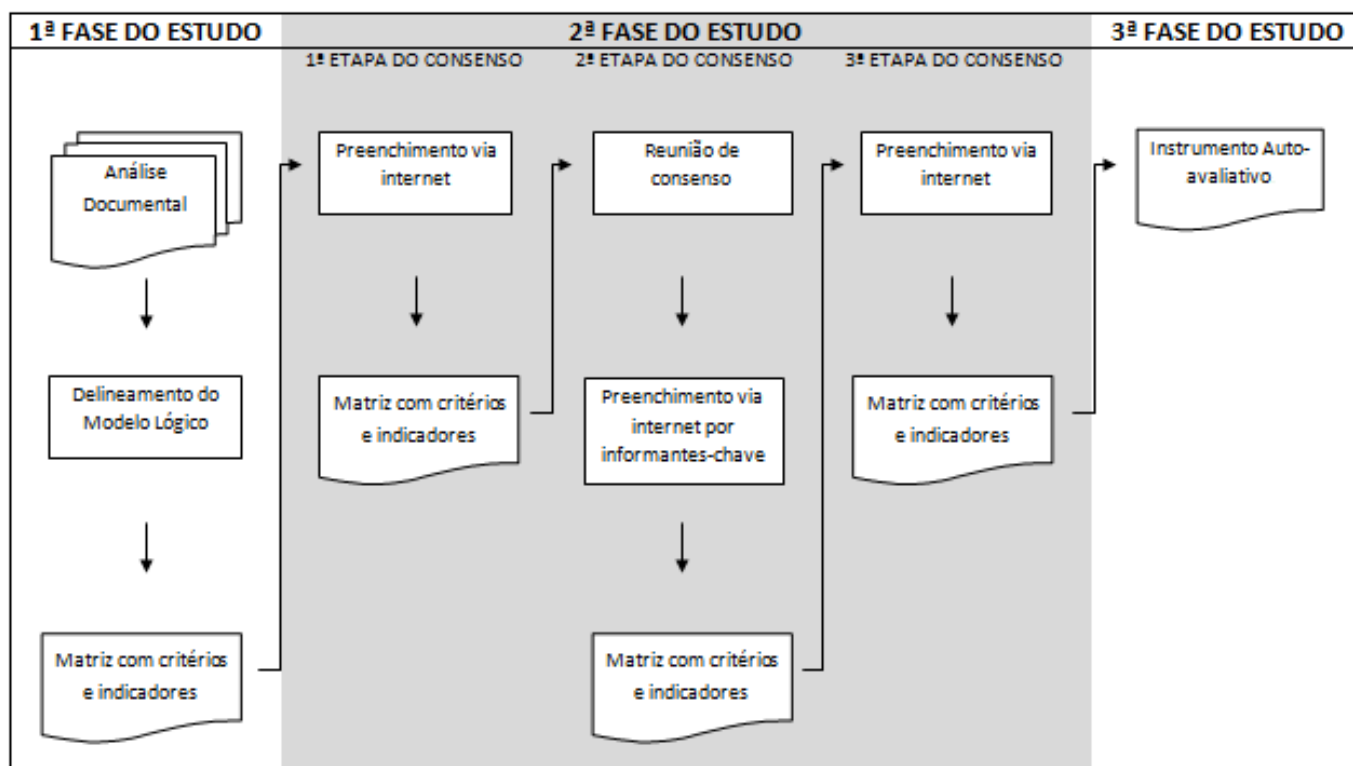 1ª FASE DO ESTUDO
2ª FASE DO ESTUDO
3ª FASE DO ESTUDO
1ª ETAPA DO CONSENSO
2ª ETAPA DO CONSENSO
3ª ETAPA DO CONSENSO
Análise
Documental
Delineamento do
Modelo Lógico
Matriz com critérios
e indicadores
Preenchimento via
internet
Matriz com critérios
e indicadores
Reunião de
consenso
Preenchimento via
internet por
informantes-chave
Matriz com critérios
e indicadores
Preenchimento via
internet
Matriz com critérios
e indicadores
Instrumento Auto-
avaliativo